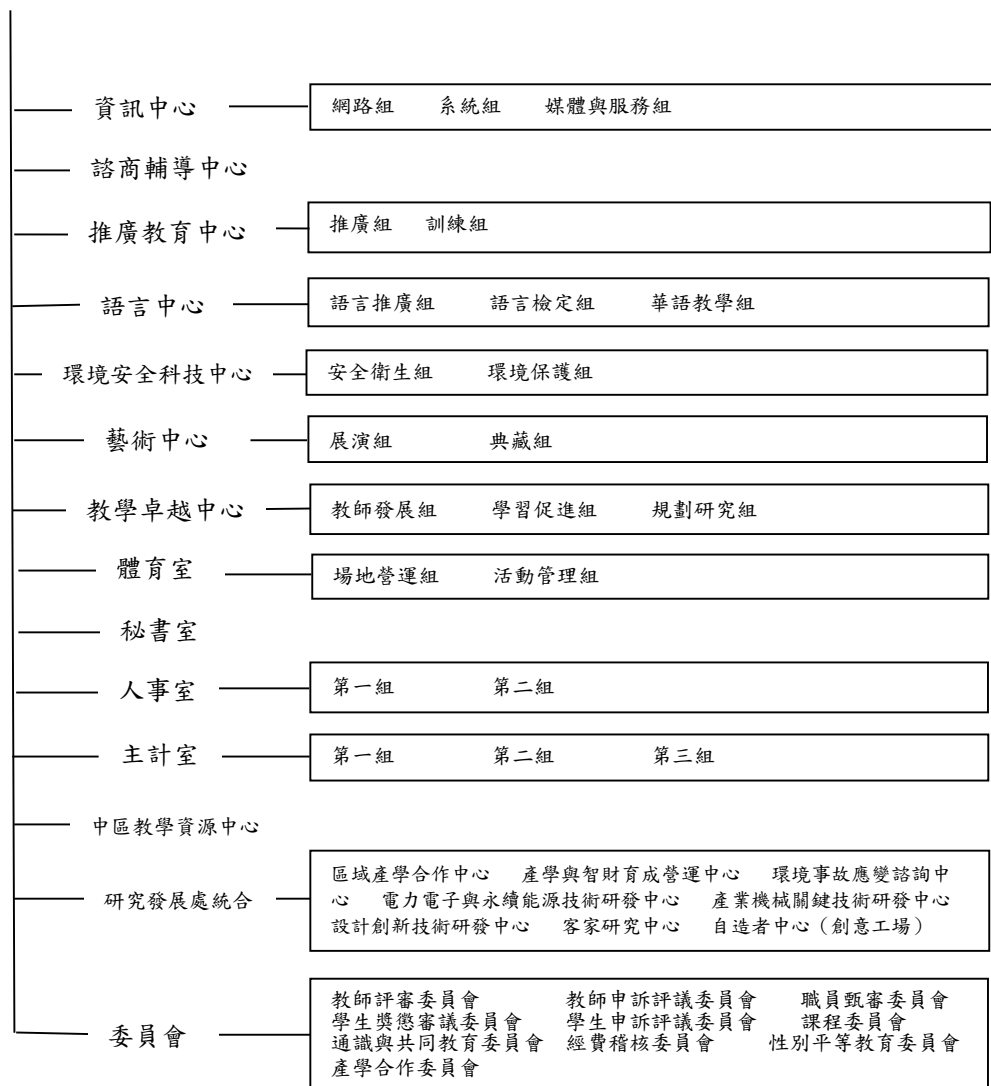 資訊中心 網路組 系統組 媒體與服務組
諮商輔導中心
推廣教育中心 推廣組 訓練組
語言中心 語言推廣組 語言檢定組 華語教學組
環境安全科技中心 安全衛生組 環境保護組
藝術中心 展演組 典藏組
教學卓越中心 教師發展組 學習促進組 規劃研究組
體育室 場地營運組 活動管理組
秘書室
人事室 第一組 第二組
主計室 第一組 第二組 第三組
中區教學資源中心
研究發展處統合
區域產學合作中心 產學與智財育成營運中心 環境事故應變諮詢中
心 電力電子與永續能源技術研發中心 產業機械關鍵技術研發中心
設計創新技術研發中心 客家研究中心 自造者中心（創意工場）
委員會
教師評審委員會 教師申訴評議委員會 職員甄審委員會
學生獎懲審議委員會 學生申訴評議委員會 課程委員會
通識與共同教育委員會 經費稽核委員會 性別平等教育委員會
產學合作委員會